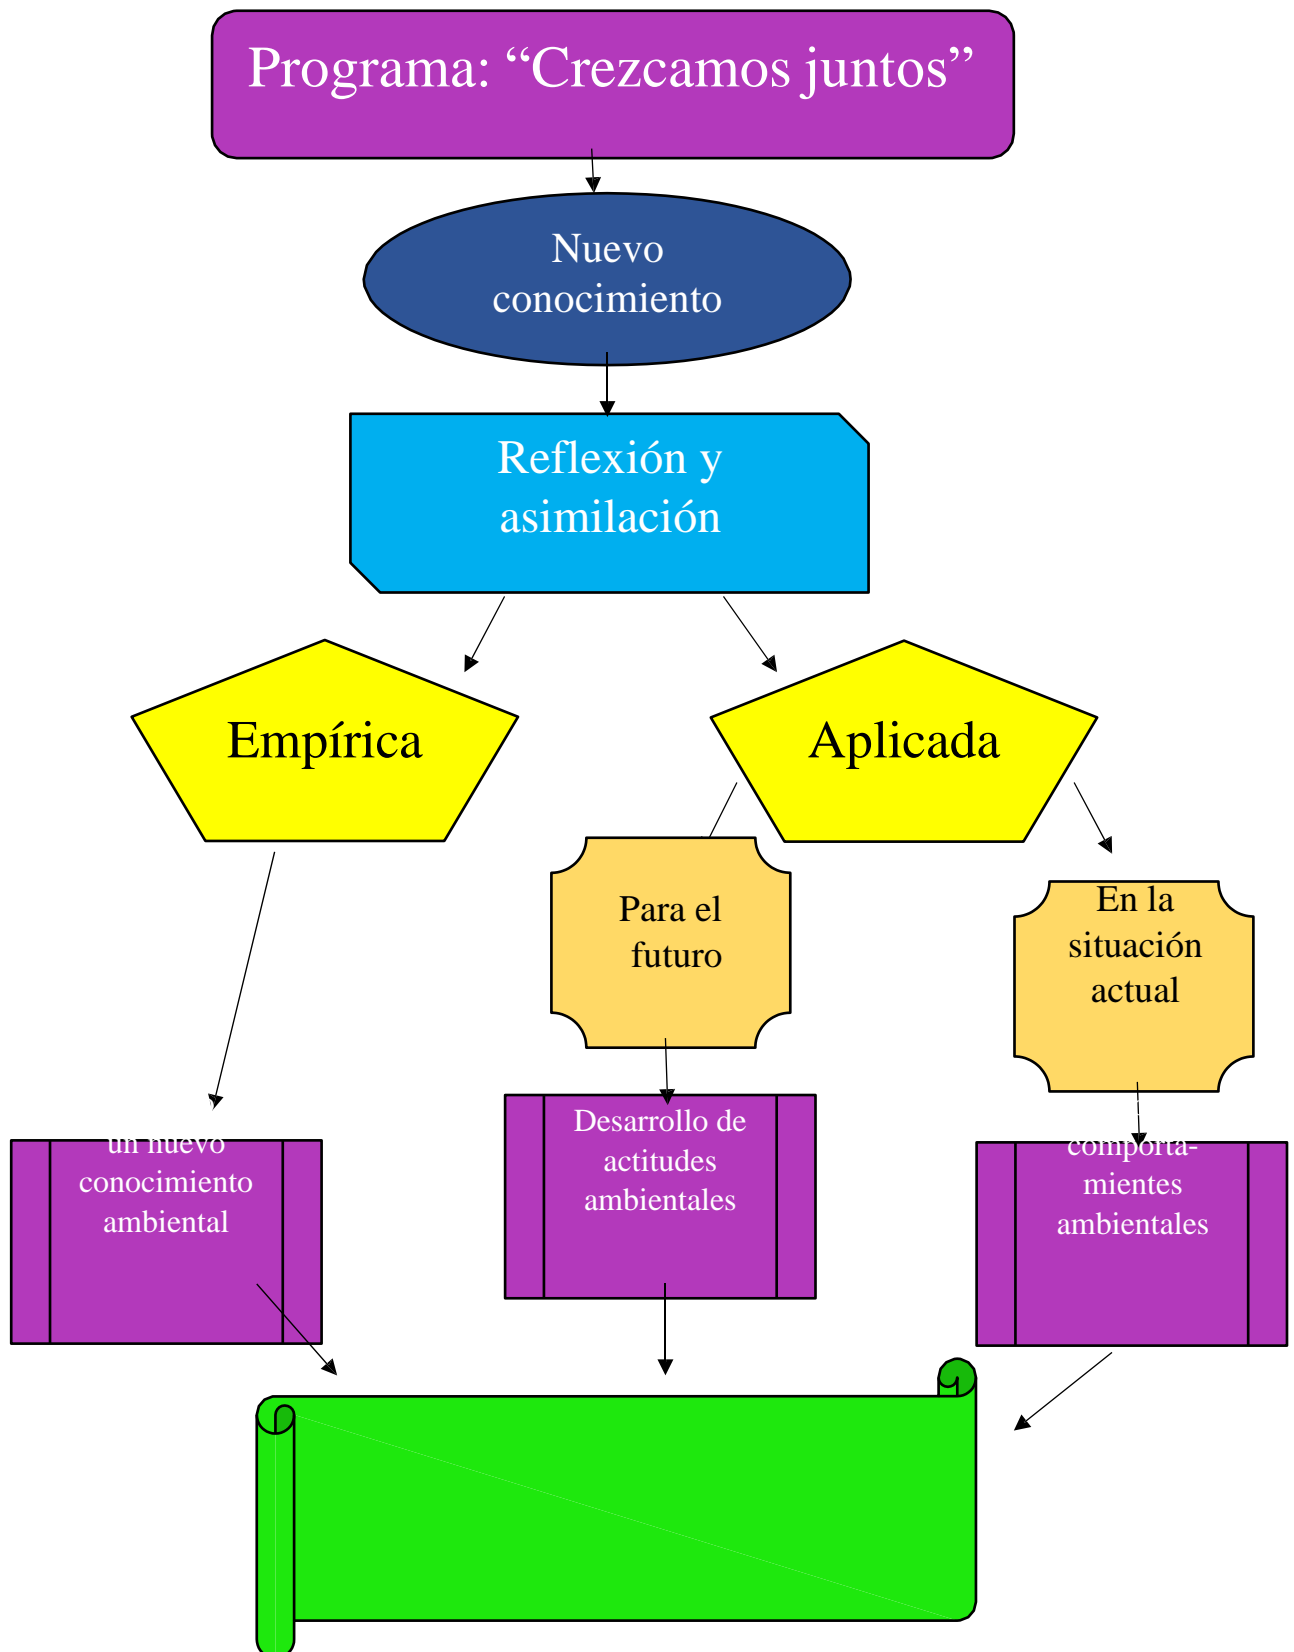 Programa: “Crezcamos juntos”
Nuevo
conocimiento
Reflexión y
asimilación
Empírica
Aplicada
Para el
futuro
En la
situación
actual
un nuevo
conocimiento
ambiental
Desarrollo de
actitudes
ambientales
comporta-
mientes
ambientales